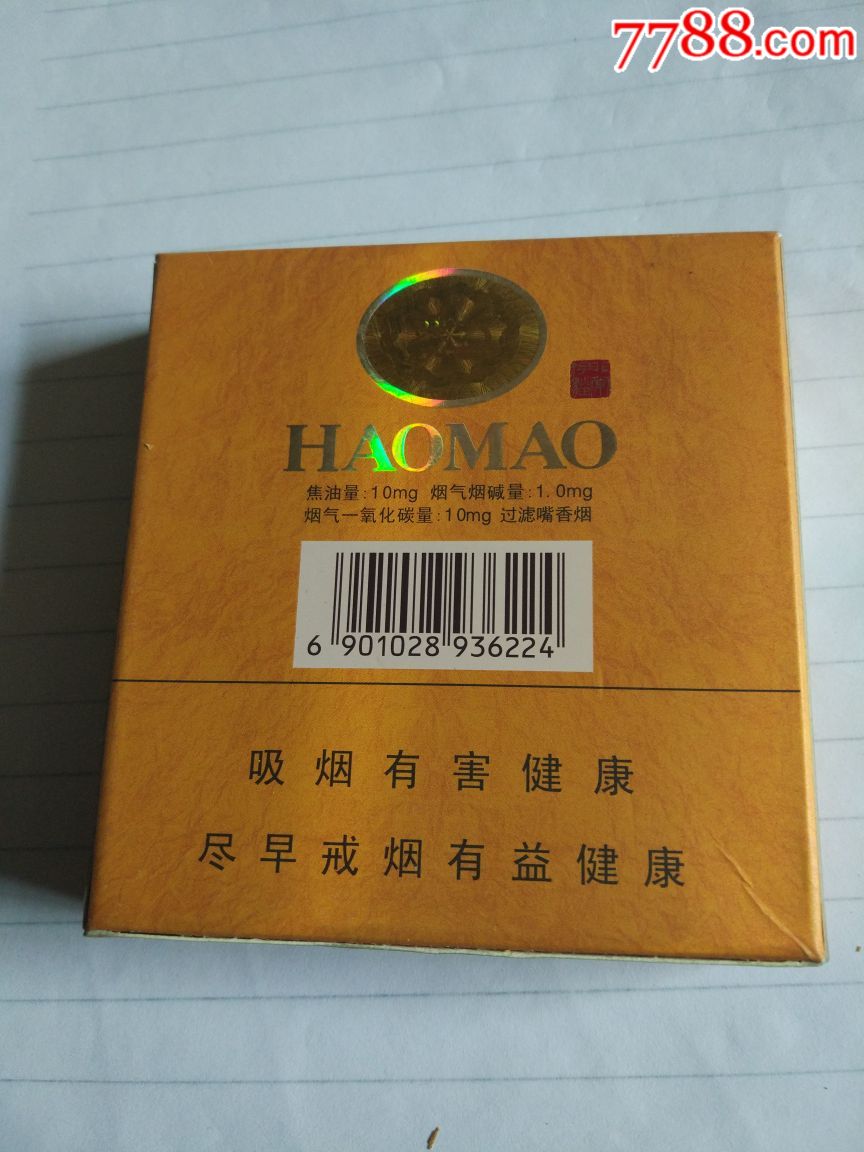 7788.com
HAOMAO
焦油量:10mg 烟气烟碱量:1.0mg
烟气一氧化碳量:10mg 过滤嘴香烟
6 901028 936224
吸烟有害健康
尽早戒烟有益健康